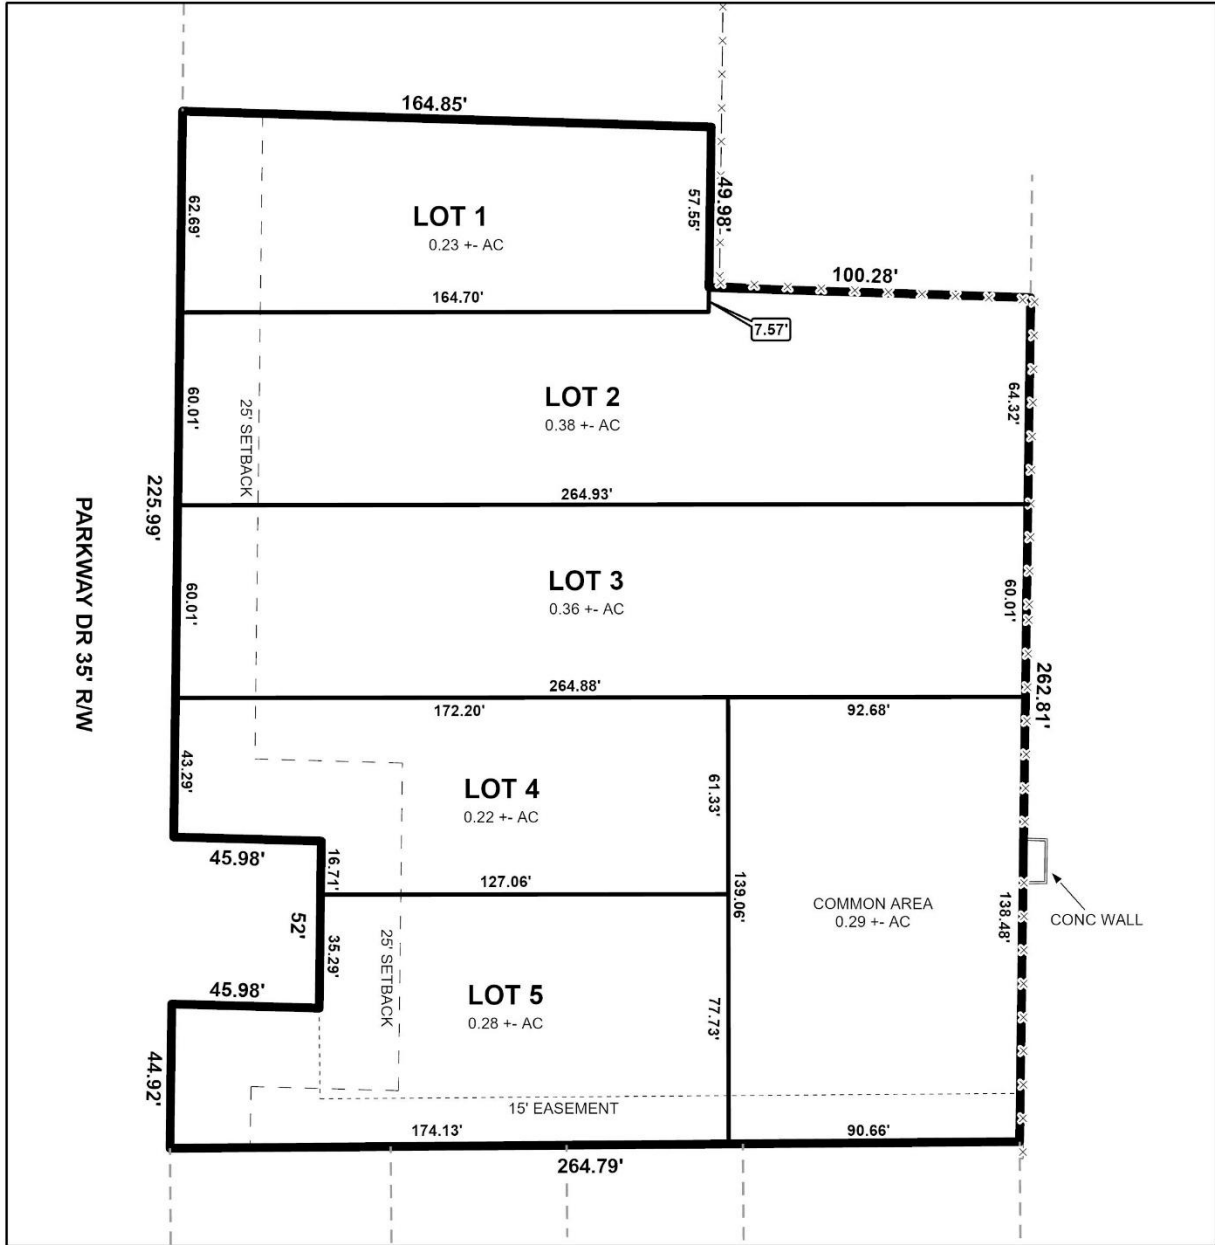 164.85'
62.69'
LOT 1
0.23 +- AC
57.55'
49.98'
100.28'
164.70'
7.57'
60.01'
25' SETBACK
LOT 2
0.38 +- AC
64.32'
225.99'
264.93'
PARKWAY DR 35' R/W
60.01'
LOT 3
0.36 +- AC
60.01'
264.88'
262.81'
172.20'
92.68'
43.29'
LOT 4
0.22 +- AC
61.33'
45.98'
16.71'
127.06'
139.06'
COMMON AREA
0.29 +- AC
138.48'
CONC WALL
52'
35.29'
25' SETBACK
45.98'
LOT 5
0.28 +- AC
77.73'
44.92'
15' EASEMENT
174.13'
90.66'
264.79'